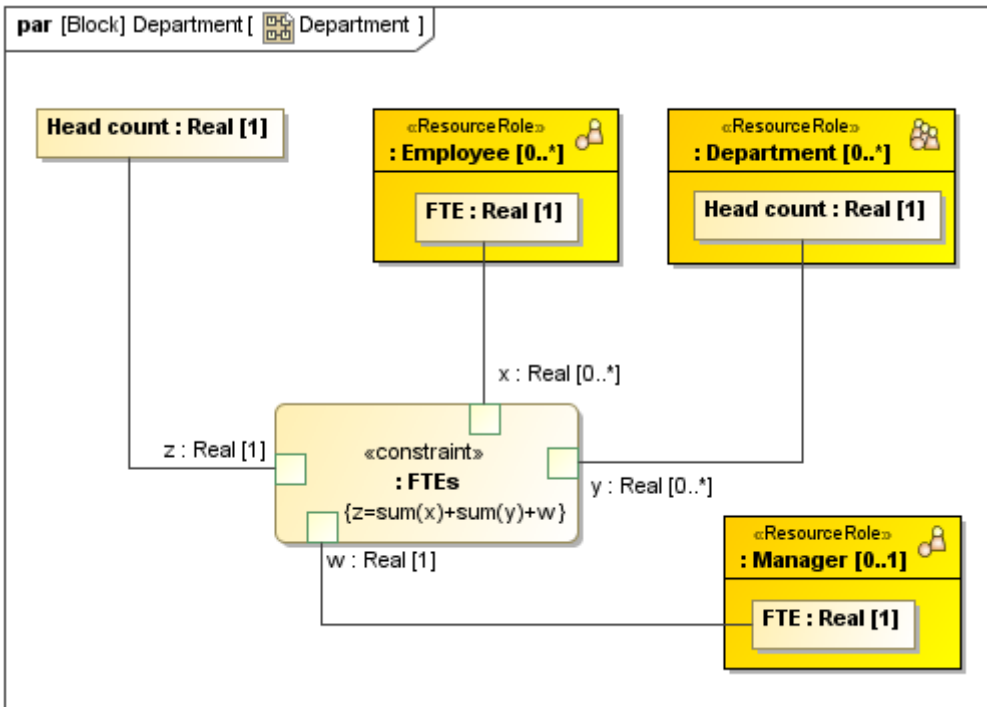 par [Block] Department [ Department ]
Head count : Real [1]
«ResourceRole»
: Employee [0..*]
FTE : Real [1]
«ResourceRole»
: Department [0..*]
Head count : Real [1]
x : Real [0..*]
z : Real [1]
«constraint»
: FTEs
{z=sum(x)+sum(y)+w}
y : Real [0..*]
w : Real [1]
«ResourceRole»
: Manager [0..1]
FTE : Real [1]